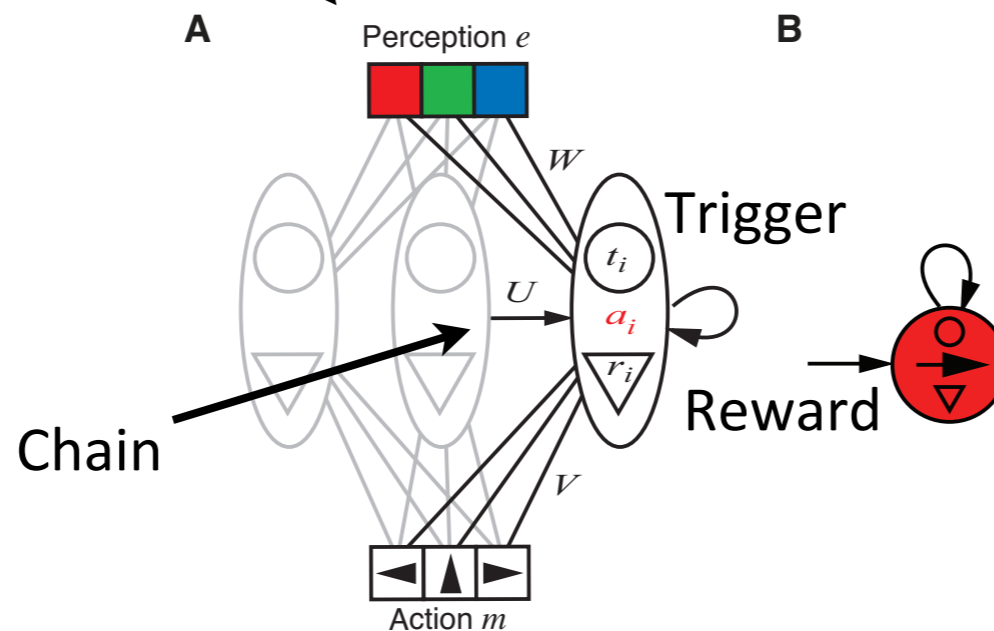 A
B
Perception e
W
Trigger
t_i
U
a_i
r_i
Reward
Chain
V
Action m